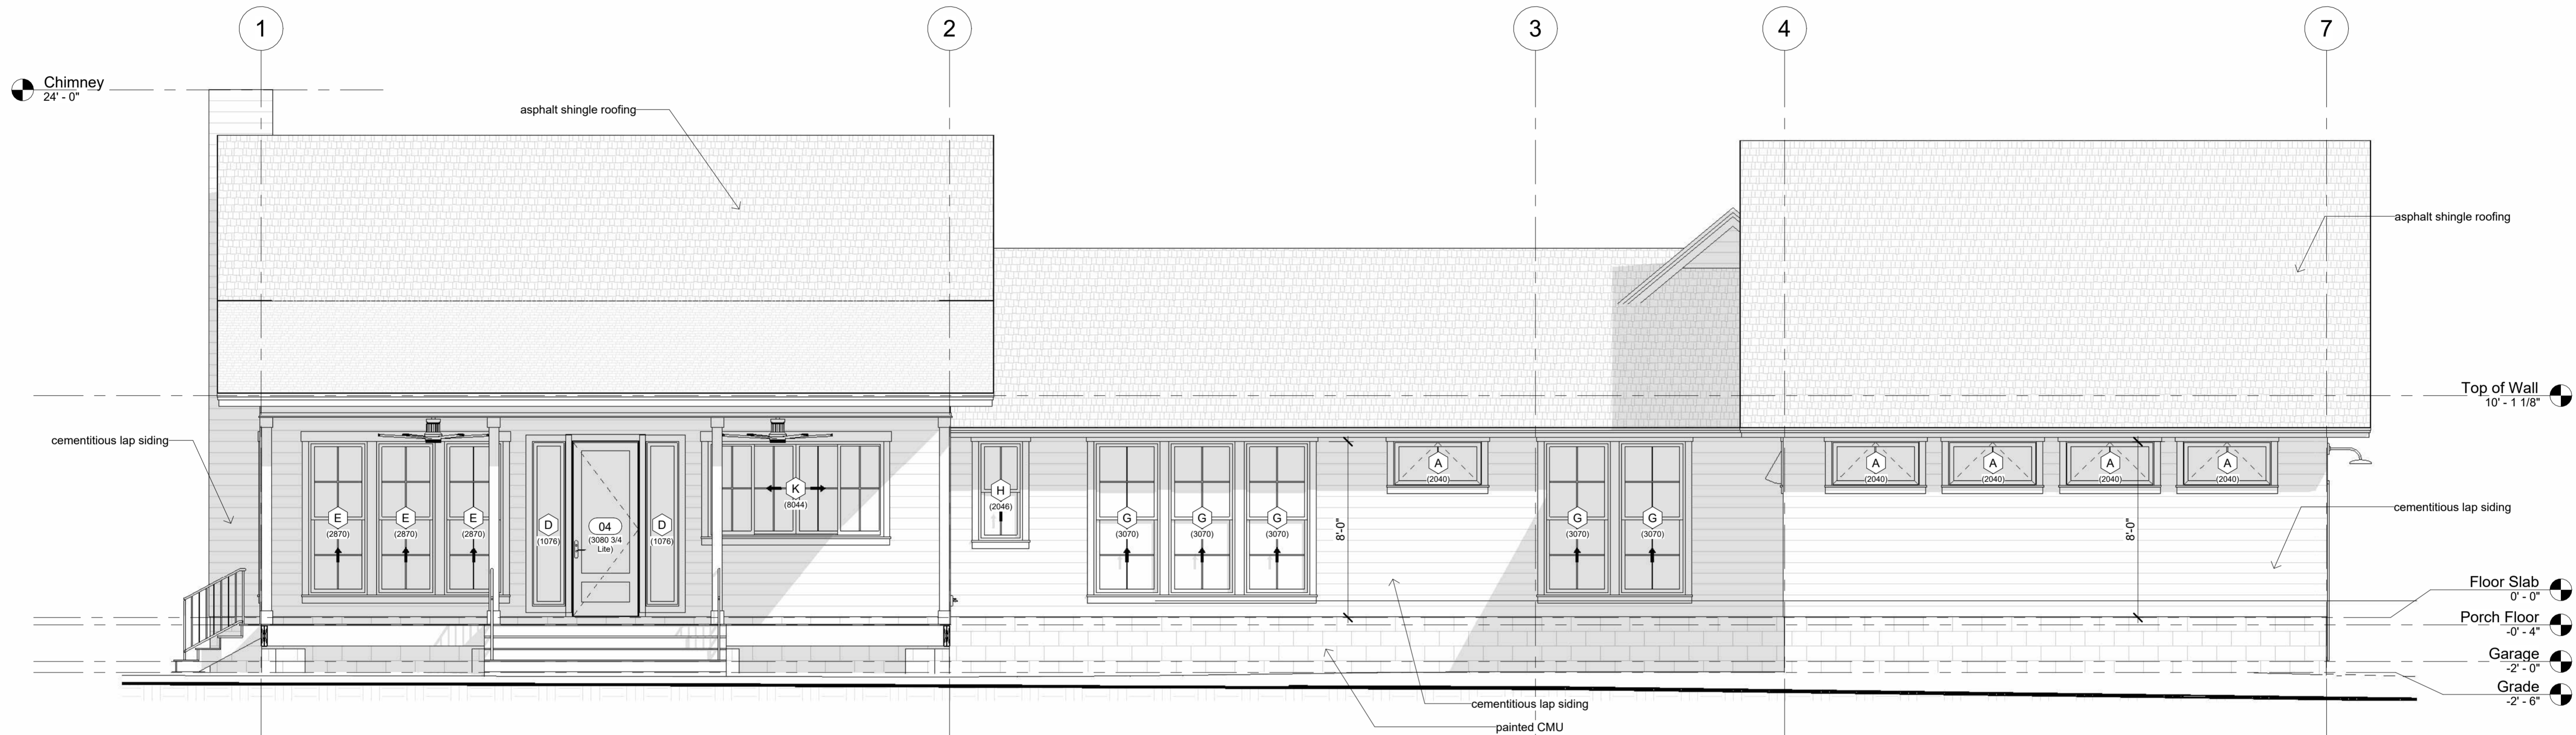 1
2
3
4
7
Chimney
24' - 0"
asphalt shingle roofing
asphalt shingle roofing
Top of Wall
10' - 1 1/8"
cementitious lap siding
E
(2870)
E
(2870)
E
(2870)
D
(1076)
04
(3080 3/4
Lite)
D
(1076)
K
(8044)
H
(2046)
G
(3070)
G
(3070)
G
(3070)
8'-0"
A
(2040)
G
(3070)
G
(3070)
A
(2040)
A
(2040)
A
(2040)
A
(2040)
8'-0"
cementitious lap siding
Floor Slab
0' - 0"
Porch Floor
-0' - 4"
Garage
-2' - 0"
Grade
-2' - 6"
cementitious lap siding
painted CMU